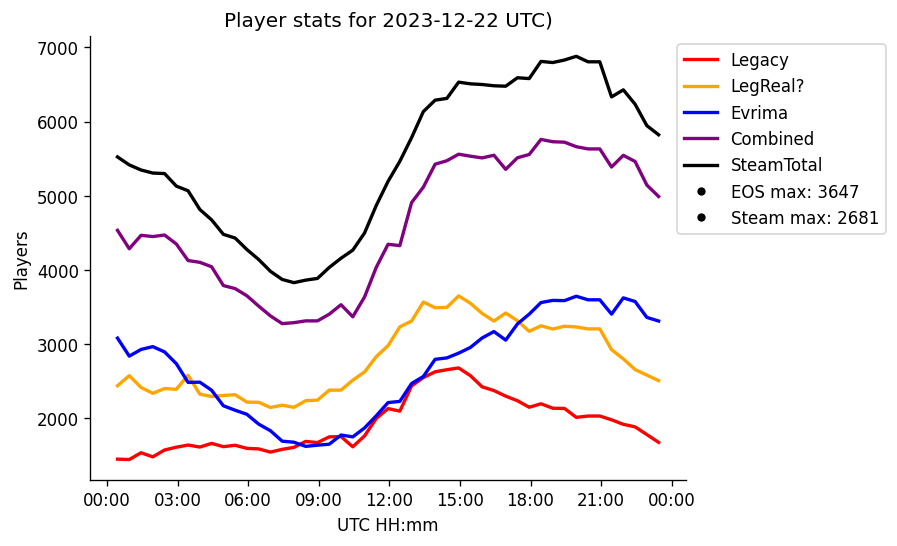 Player stats for 2023-12-22 UTC)
Players
7000
6000
5000
4000
3000
2000
00:00 03:00 06:00 09:00 12:00 15:00 18:00 21:00 00:00
UTC HH:mm
Legacy
LegReal?
Evrima
Combined
SteamTotal
EOS max: 3647
Steam max: 2681